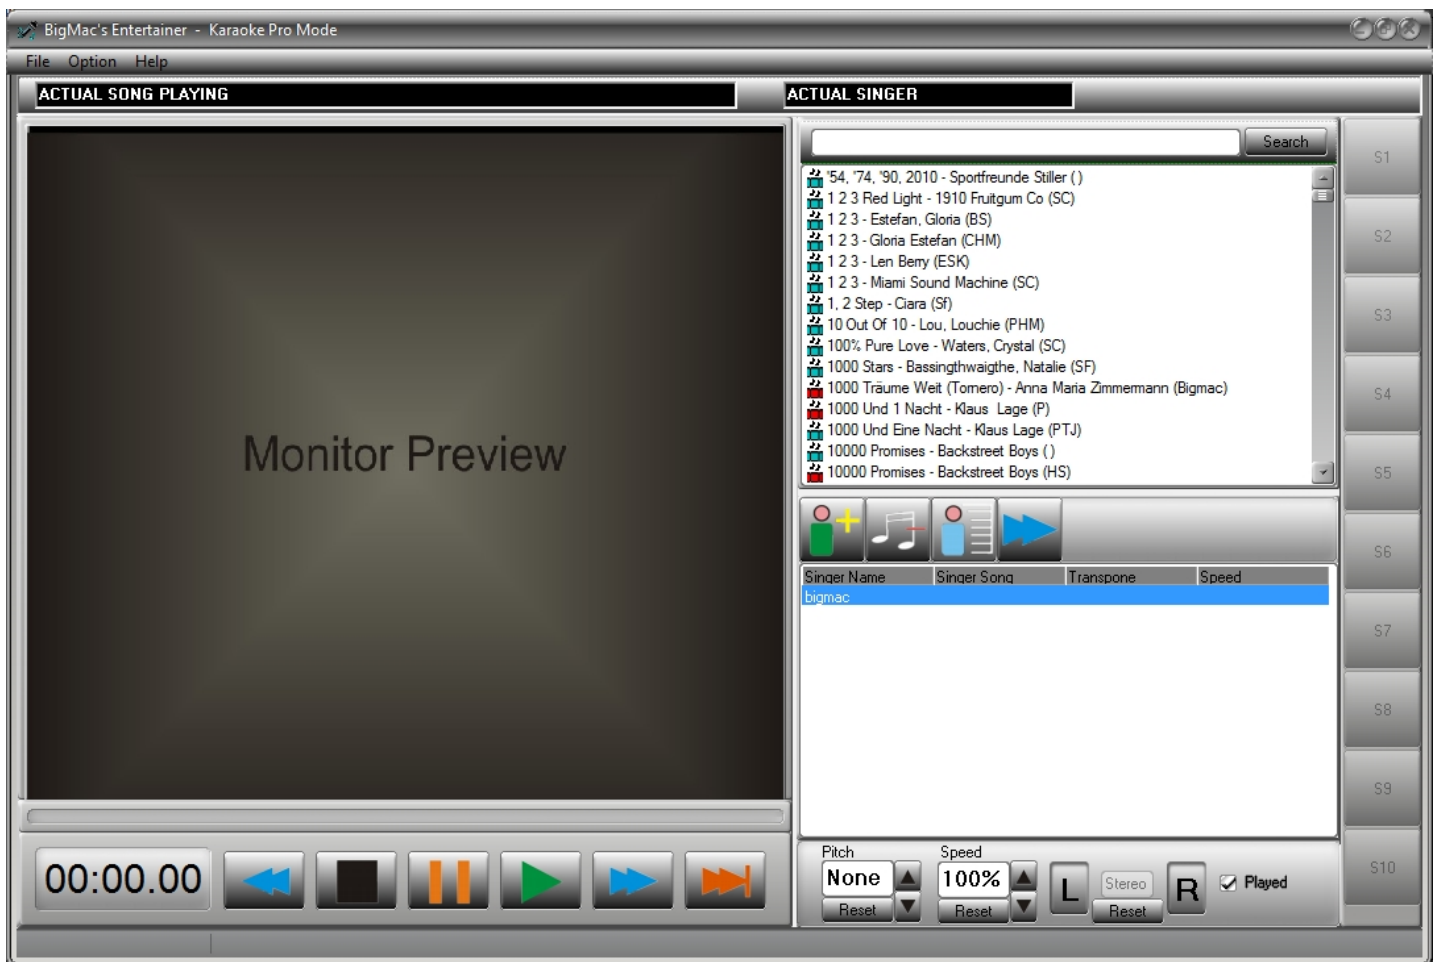 BigMac's Entertainer - Karaoke Pro Mode
File Option Help
ACTUAL SONG PLAYING ACTUAL SINGER
Monitor Preview
00:00.00
Search
'54, '74, '90, 2010 - Sportfreunde Stiller ( )
1 2 3 Red Light - 1910 Fruitgum Co (SC)
1 2 3 - Estefan, Gloria (BS)
1 2 3 - Gloria Estefan (CHM)
1 2 3 - Len Berry (ESK)
1 2 3 - Miami Sound Machine (SC)
1, 2 Step - Ciara (Sf)
10 Out Of 10 - Lou, Louchie (PHM)
100% Pure Love - Waters, Crystal (SC)
1000 Stars - Bassingthwaigthe, Natalie (SF)
1000 Träume Weit (Tornero) - Anna Maria Zimmermann (Bigmac)
1000 Und 1 Nacht - Klaus Lage (P)
1000 Und Eine Nacht - Klaus Lage (PTJ)
10000 Promises - Backstreet Boys ( )
10000 Promises - Backstreet Boys (HS)
Singer Name Singer Song Transpone Speed
bigmac
Pitch Speed
None 100% L Stereo R Played
Reset Reset Reset
S1
S2
S3
S4
S5
S6
S7
S8
S9
S10